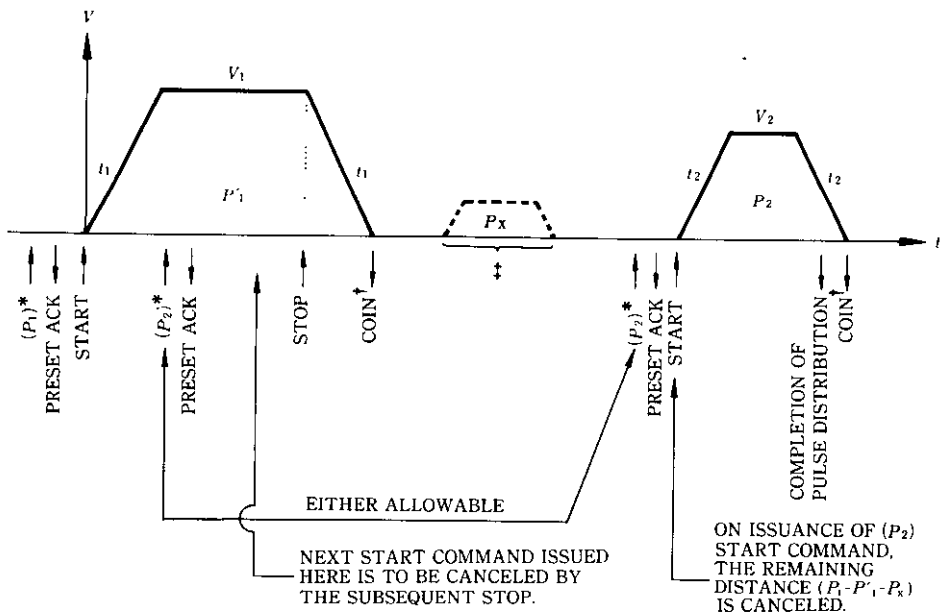 V
V₁
V₂
t₁
P'₁
t₁
Px
t₂
P₂
t₂
t
‡
(P₁)*
PRESET ACK
START
(P₂)*
PRESET ACK
STOP
COIN†
(P₂)*
PRESET ACK
START
COMPLETION OF
PULSE DISTRIBUTION
COIN†
EITHER ALLOWABLE
NEXT START COMMAND ISSUED
HERE IS TO BE CANCELED BY
THE SUBSEQUENT STOP.
ON ISSUANCE OF (P₂)
START COMMAND,
THE REMAINING
DISTANCE (P₁-P'₁-Pₓ)
IS CANCELED.